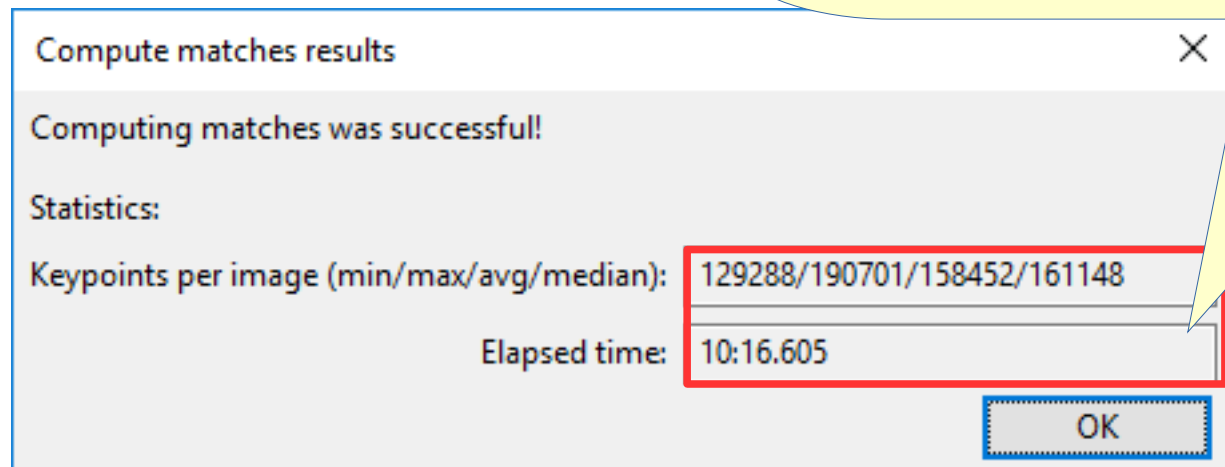 Compute matches results
Computing matches was successful!
Statistics:
Keypoints per image (min/max/avg/median): 129288/190701/158452/161148
Elapsed time: 10:16.605
OK